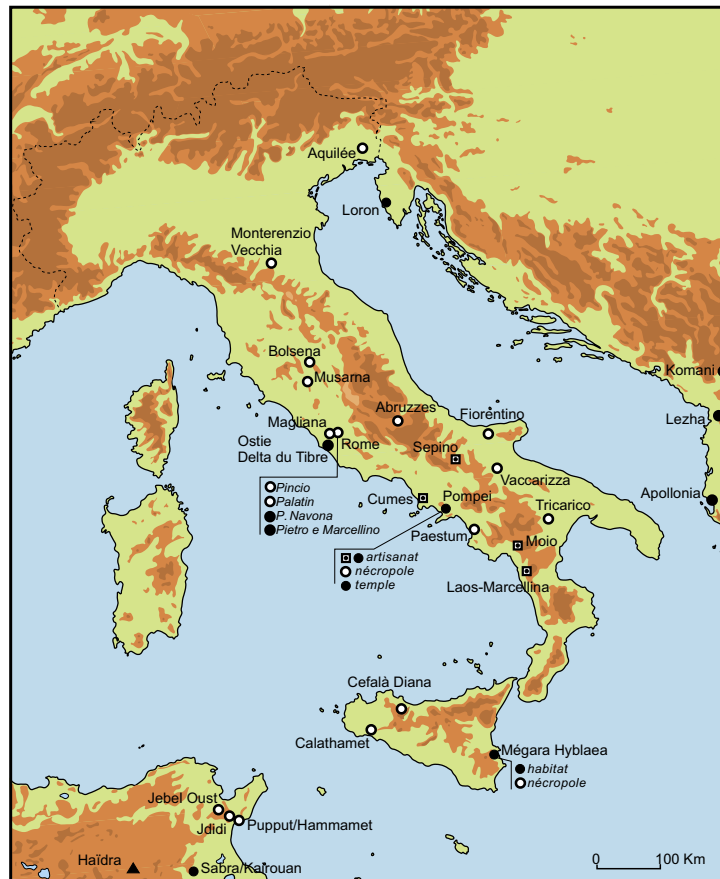 Aquilée
Loron
Monterenzio
Vecchia
Bolsena
Musarna
Komani
Abruzzes
Fiorentino
Lezha
Magliana
Rome
Sepino
Ostie
Delta du Tibre
Vaccarizza
Pincio
Palatin
P. Navona
Pietro e Marcellino
Cumes
Pompei
Apollonia
Tricarico
Paestum
Moio
artisanat
nécropole
temple
Laos-Marcellina
Cefalà Diana
Calathamet
Mégara Hyblaea
habitat
nécropole
Jebel Oust
Jdidi
Pupput/Hammamet
Haïdra
Sabra/Kairouan
0 100 Km